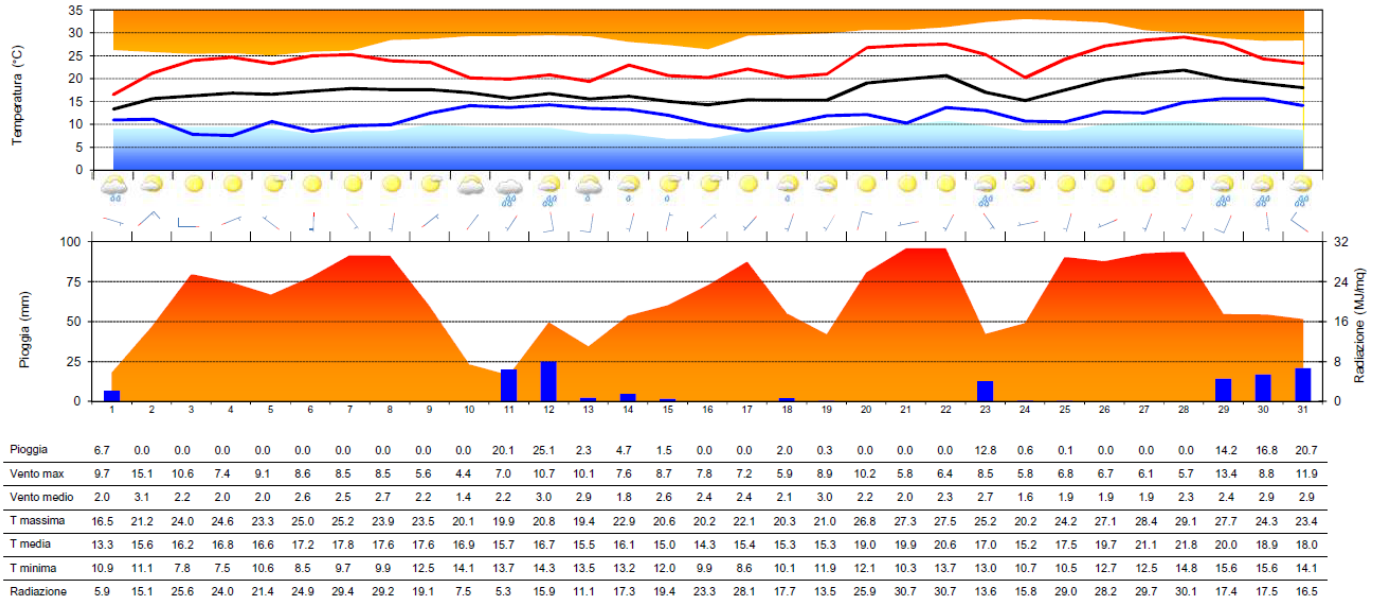 Temperatura (°C)
35
30
25
20
15
10
5
0
Pioggia (mm)
100
75
50
25
0
Radiazione (MJ/mq)
32
24
16
8
0
1 2 3 4 5 6 7 8 9 10 11 12 13 14 15 16 17 18 19 20 21 22 23 24 25 26 27 28 29 30 31
Pioggia 6.7 0.0 0.0 0.0 0.0 0.0 0.0 0.0 0.0 0.0 20.1 25.1 2.3 4.7 1.5 0.0 0.0 2.0 0.3 0.0 0.0 0.0 12.8 0.6 0.1 0.0 0.0 0.0 14.2 16.8 20.7
Vento max 9.7 15.1 10.6 7.4 9.1 8.6 8.5 8.5 5.6 4.4 7.0 10.7 10.1 7.6 8.7 7.8 7.2 5.9 8.9 10.2 5.8 6.4 8.5 5.8 6.8 6.7 6.1 5.7 13.4 8.8 11.9
Vento medio 2.0 3.1 2.2 2.0 2.0 2.6 2.5 2.7 2.2 1.4 2.2 3.0 2.9 1.8 2.6 2.4 2.4 2.1 3.0 2.2 2.0 2.3 2.7 1.6 1.9 1.9 1.9 2.3 2.4 2.9 2.9
T massima 16.5 21.2 24.0 24.6 23.3 25.0 25.2 23.9 23.5 20.1 19.9 20.8 19.4 22.9 20.6 20.2 22.1 20.3 21.0 26.8 27.3 27.5 25.2 20.2 24.2 27.1 28.4 29.1 27.7 24.3 23.4
T media 13.3 15.6 16.2 16.8 16.6 17.2 17.8 17.6 17.6 16.9 15.7 16.7 15.5 16.1 15.0 14.3 15.4 15.3 15.3 19.0 19.9 20.6 17.0 15.2 17.5 19.7 21.1 21.8 20.0 18.9 18.0
T minima 10.9 11.1 7.8 7.5 10.6 8.5 9.7 9.9 12.5 14.1 13.7 14.3 13.5 13.2 12.0 9.9 8.6 10.1 11.9 12.1 10.3 13.7 13.0 10.7 10.5 12.7 12.5 14.8 15.6 15.6 14.1
Radiazione 5.9 15.1 25.6 24.0 21.4 24.9 29.4 29.2 19.1 7.5 5.3 15.9 11.1 17.3 19.4 23.3 28.1 17.7 13.5 25.9 30.7 30.7 13.6 15.8 29.0 28.2 29.7 30.1 17.4 17.5 16.5